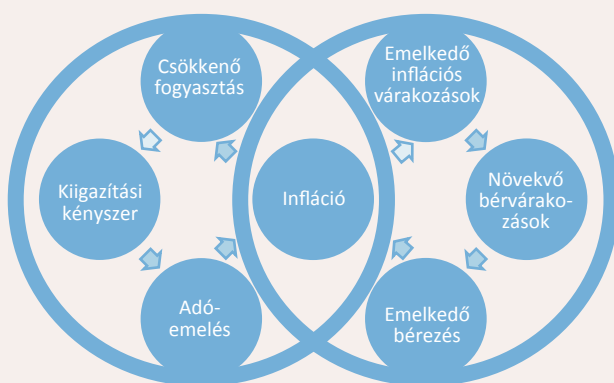 Csökkenő
fogyasztás
Emelkedő
inflációs
várakozások
Kiigazítási
kényszer
Infláció
Növekvő
bérvárako-
zások
Adó-
emelés
Emelkedő
bérezés